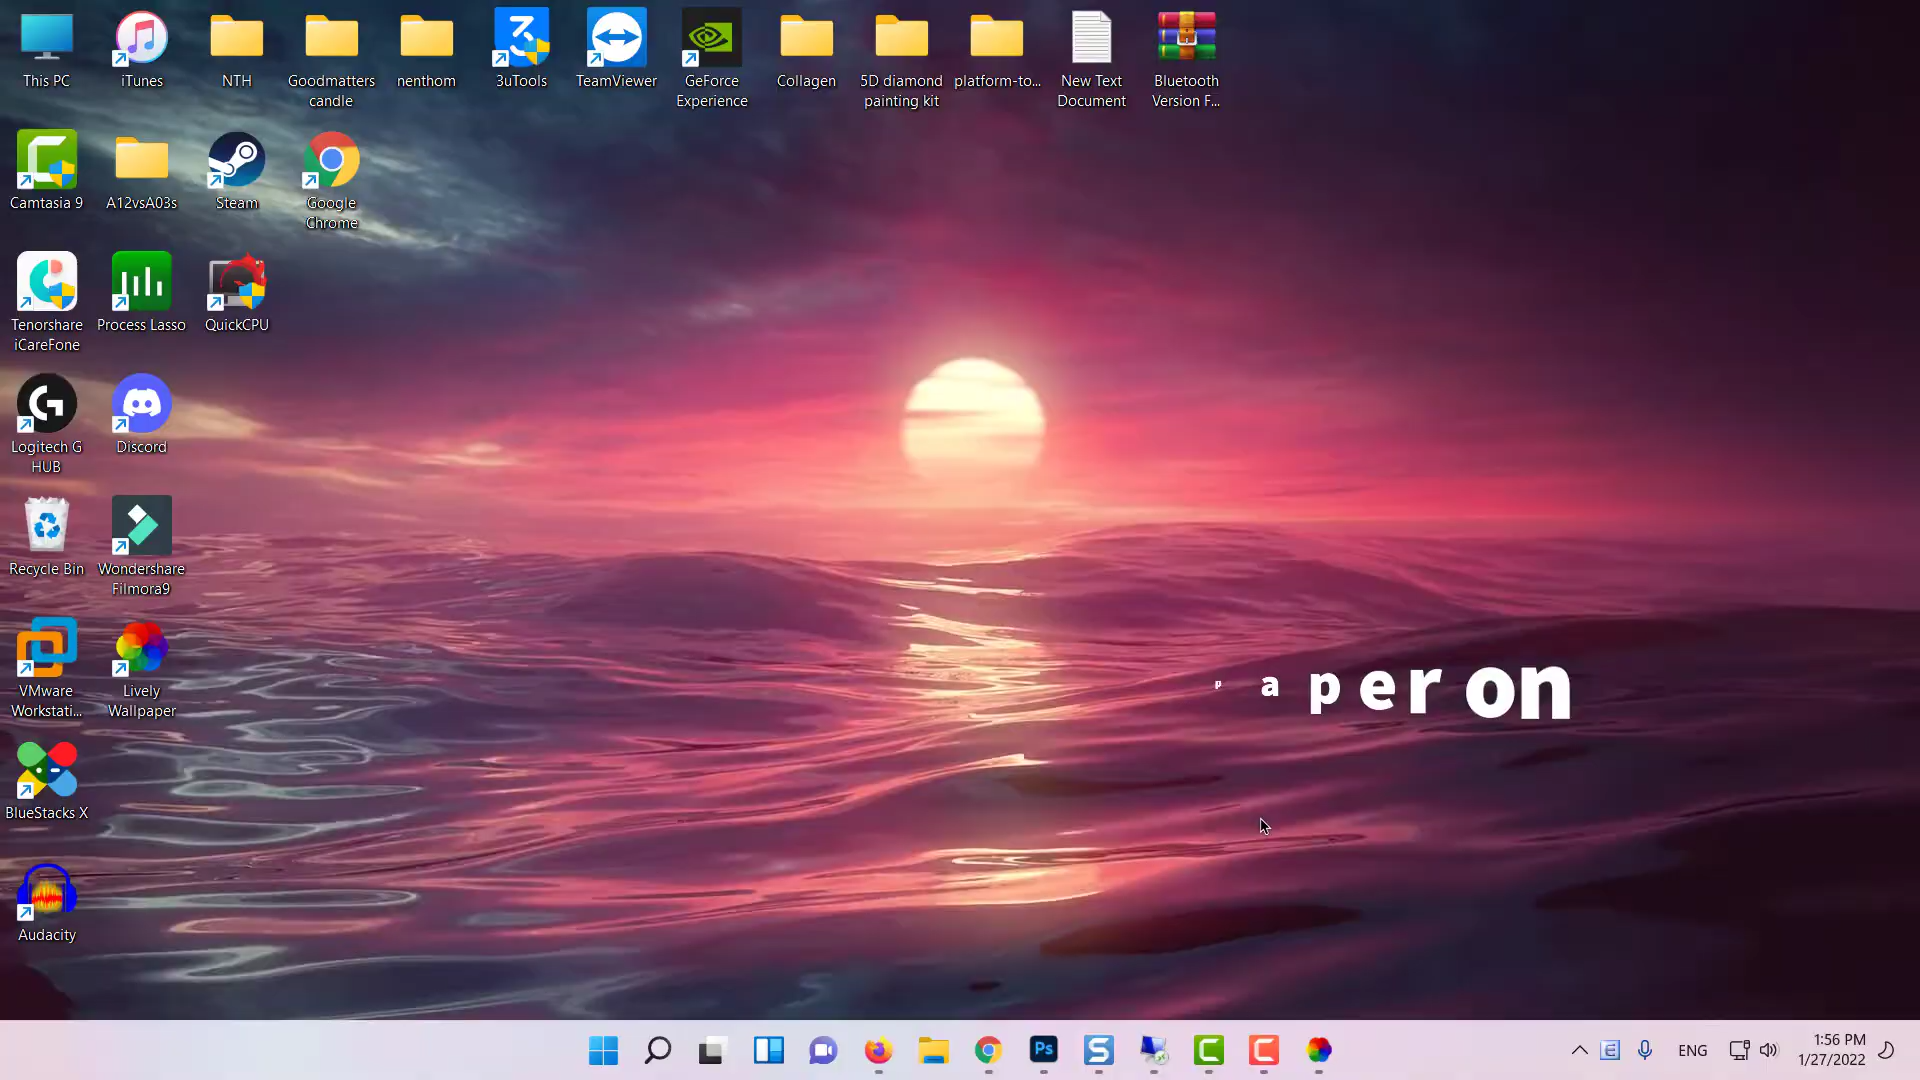 This PC
iTunes
NTH
Goodmatters
candle
nenthom
3uTools
TeamViewer
GeForce
Experience
Collagen
5D diamond
painting kit
platform-to...
New Text
Document
Bluetooth
Version F...
Camtasia 9
A12vsA03s
Steam
Google
Chrome
Tenorshare
iCareFone
Process Lasso
QuickCPU
Logitech G
HUB
Discord
Recycle Bin
Wondershare
Filmora9
VMware
Workstati...
Lively
Wallpaper
p a p e r on
BlueStacks X
Audacity
Ps
ENG
1:56 PM
1/27/2022